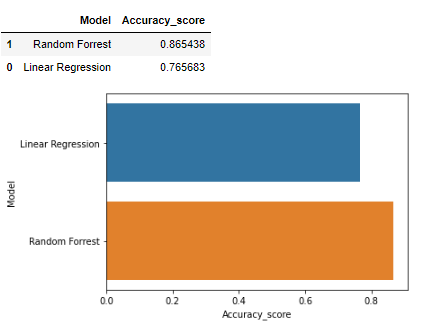 Model Accuracy_score
1 Random Forrest 0.865438
0 Linear Regression 0.765683
Linear Regression
Model
Random Forrest
0.0 0.2 0.4 0.6 0.8
Accuracy_score